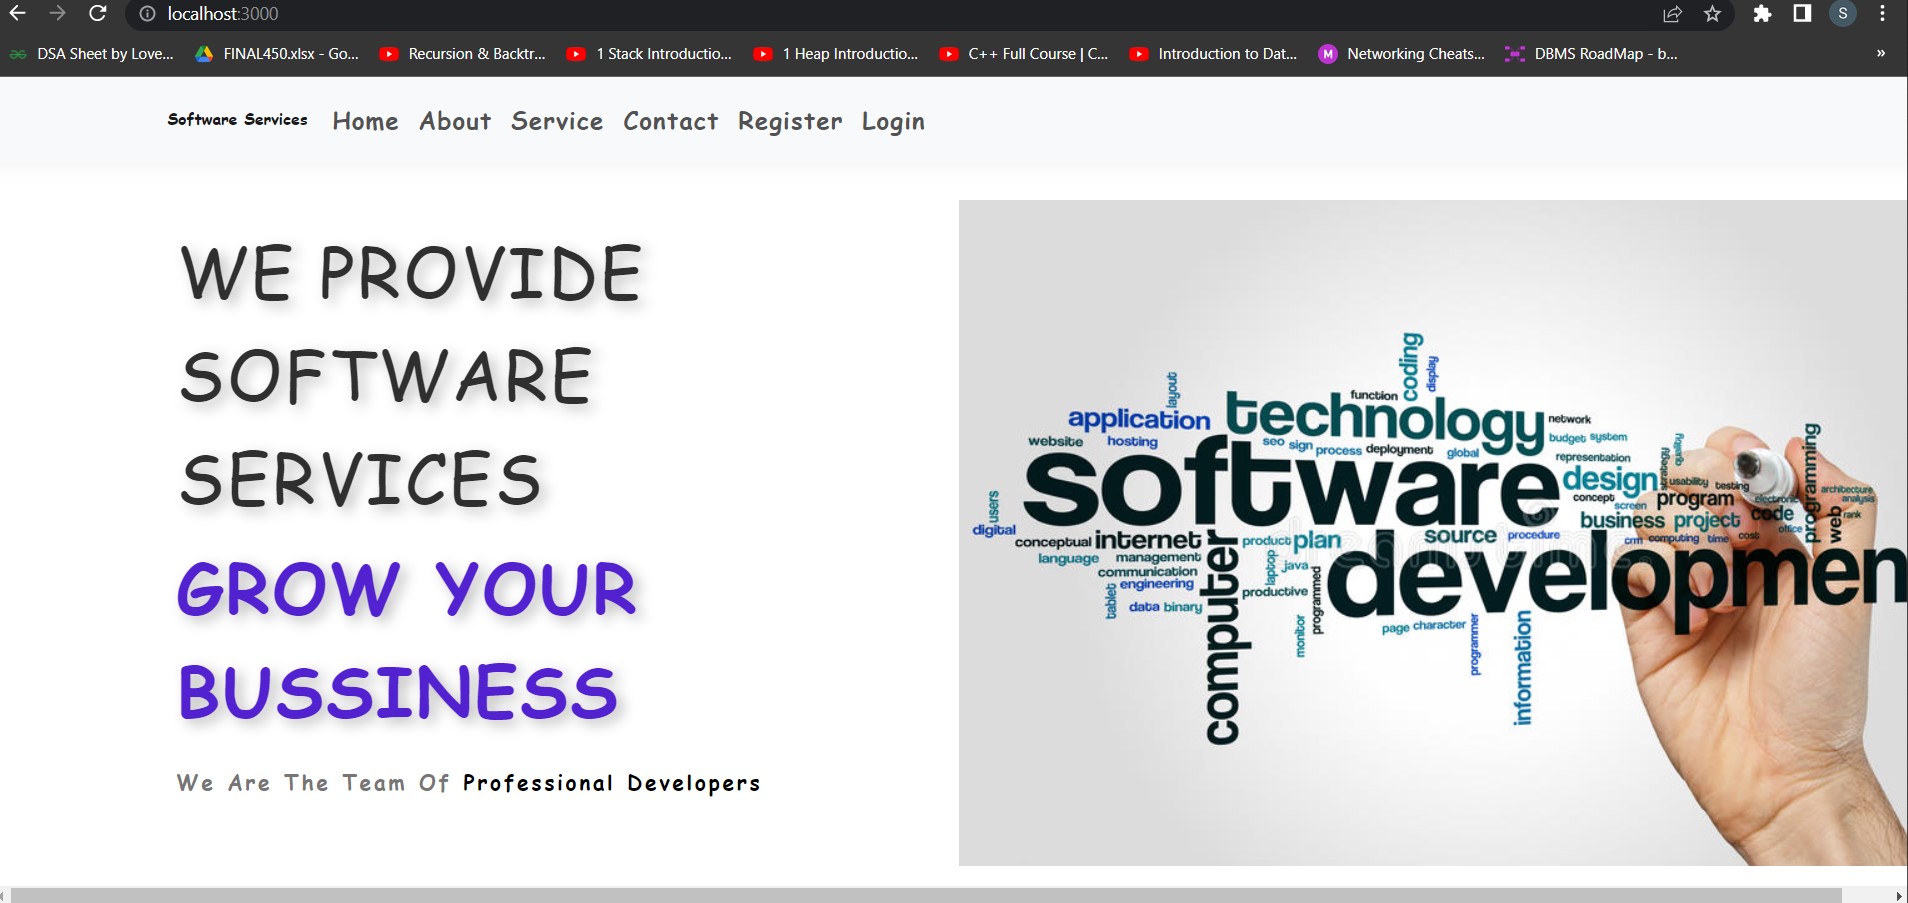 localhost:3000
S
DSA Sheet by Love...
FINAL450.xlsx - Go...
Recursion & Backtr...
1 Stack Introductio...
1 Heap Introductio...
C++ Full Course | C...
Introduction to Dat...
M
Networking Cheats...
DBMS RoadMap - b...
»
Software Services
Home
About
Service
Contact
Register
Login
WE PROVIDE
SOFTWARE
SERVICES
GROW YOUR
BUSSINESS
We Are The Team Of Professional Developers
coding
display
layout
function
application
technology
network
website
hosting
seo
sign
process
deployment
global
budget
system
representation
software
design
strategy
quality
usability
testing
programming
concept
screen
program
electronic
architecture
analysis
users
digital
business
project
code
office
web
rank
conceptual
internet
product
plan
source
procedure
crm
computing
time
cost
dreamstime
language
management
communication
engineering
tablet
data
binary
computer
laptop
java
productive
programmed
monitor
developmen
page
character
programmer
information